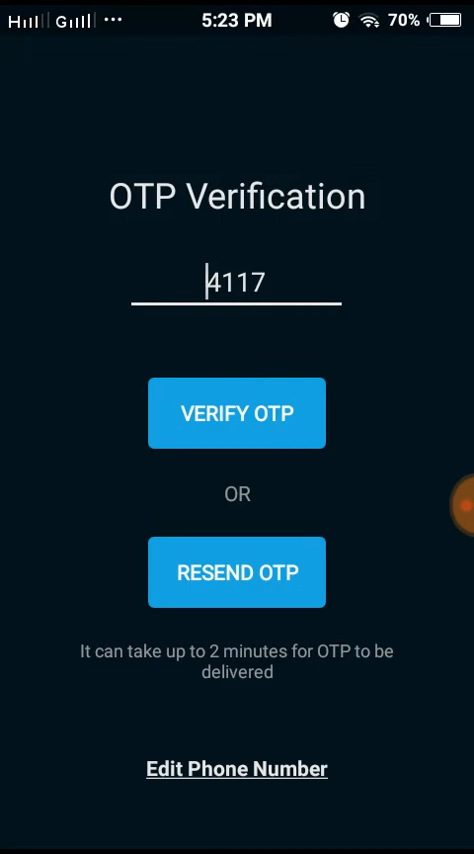 5:23 PM 70%
OTP Verification
4117
VERIFY OTP
OR
RESEND OTP
It can take up to 2 minutes for OTP to be
delivered
Edit Phone Number